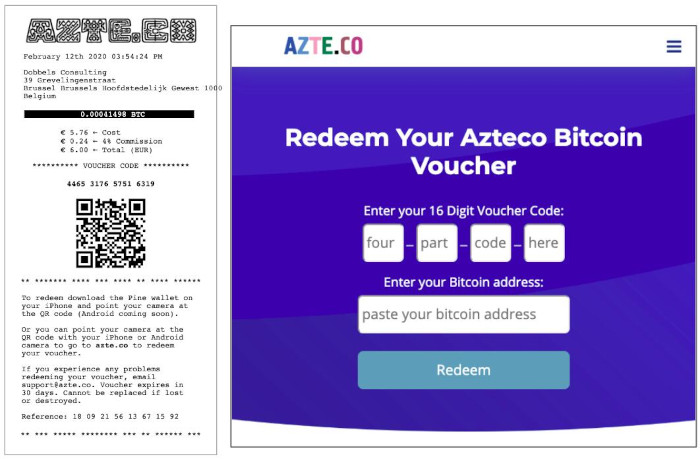 AZTE.CO
February 12th 2020 03:54:24 PM
Dobbels Consulting
39 Grevelingenstraat
Brussel Brussels Hoofdstedelijk Gewest 1000
Belgium
0.00041498 BTC
€ 5.76 ← Cost
€ 0.24 ← 4% Commission
€ 6.00 ← Total (EUR)
********** VOUCHER CODE **********
4465 3176 5751 6319
** ******* **** *** **** ** **** ******
To redeem download the Pine wallet on
your iPhone and point your camera at
the QR code (Android coming soon).
Or you can point your camera at the
QR code with your iPhone or Android
camera to go to azte.co to redeem
your voucher.
If you experience any problems
redeeming your voucher, email
support@azte.co. Voucher expires in
30 days. Cannot be replaced if lost
or destroyed.
Reference: 18 09 21 56 13 67 15 92
** *** ***** ******** *** ** ****** ***
AZTE.CO
Redeem Your Azteco Bitcoin
Voucher
Enter your 16 Digit Voucher Code:
four – part – code – here
Enter your Bitcoin address:
paste your bitcoin address
Redeem